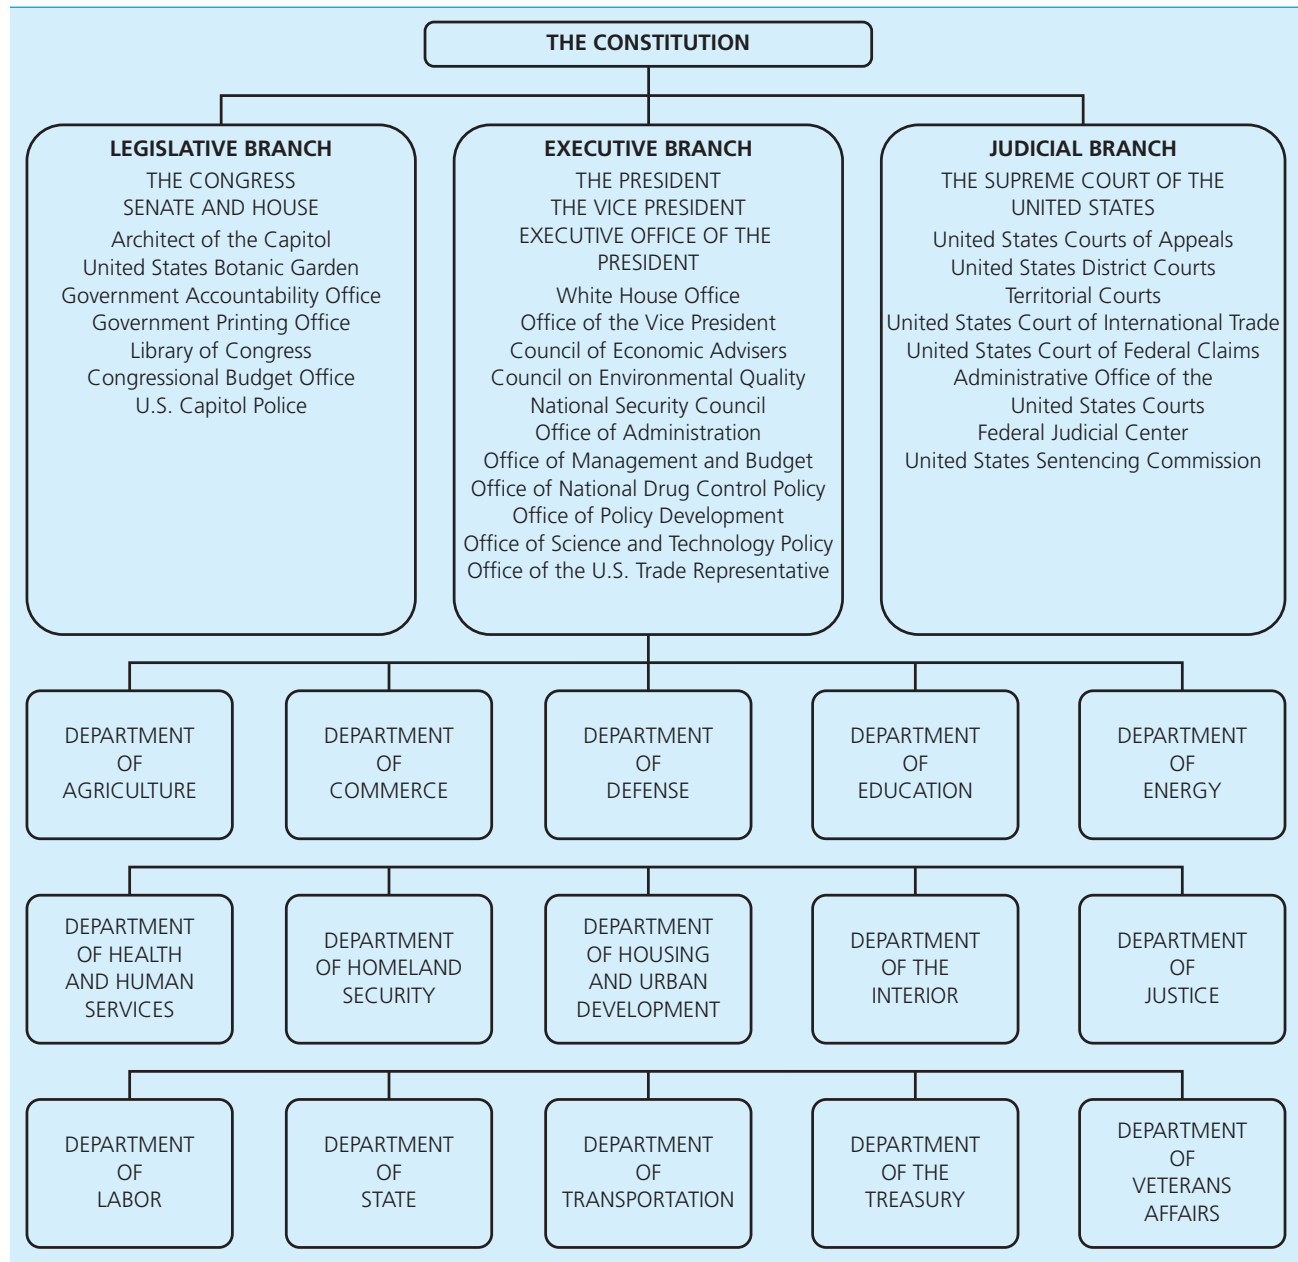 THE CONSTITUTION
LEGISLATIVE BRANCH
THE CONGRESS
SENATE AND HOUSE
Architect of the Capitol
United States Botanic Garden
Government Accountability Office
Government Printing Office
Library of Congress
Congressional Budget Office
U.S. Capitol Police
EXECUTIVE BRANCH
THE PRESIDENT
THE VICE PRESIDENT
EXECUTIVE OFFICE OF THE
PRESIDENT
White House Office
Office of the Vice President
Council of Economic Advisers
Council on Environmental Quality
National Security Council
Office of Administration
Office of Management and Budget
Office of National Drug Control Policy
Office of Policy Development
Office of Science and Technology Policy
Office of the U.S. Trade Representative
JUDICIAL BRANCH
THE SUPREME COURT OF THE
UNITED STATES
United States Courts of Appeals
United States District Courts
Territorial Courts
United States Court of International Trade
United States Court of Federal Claims
Administrative Office of the
United States Courts
Federal Judicial Center
United States Sentencing Commission
DEPARTMENT
OF
AGRICULTURE
DEPARTMENT
OF
COMMERCE
DEPARTMENT
OF
DEFENSE
DEPARTMENT
OF
EDUCATION
DEPARTMENT
OF
ENERGY
DEPARTMENT
OF HEALTH
AND HUMAN
SERVICES
DEPARTMENT
OF HOMELAND
SECURITY
DEPARTMENT
OF HOUSING
AND URBAN
DEVELOPMENT
DEPARTMENT
OF THE
INTERIOR
DEPARTMENT
OF
JUSTICE
DEPARTMENT
OF
LABOR
DEPARTMENT
OF
STATE
DEPARTMENT
OF
TRANSPORTATION
DEPARTMENT
OF THE
TREASURY
DEPARTMENT
OF
VETERANS
AFFAIRS